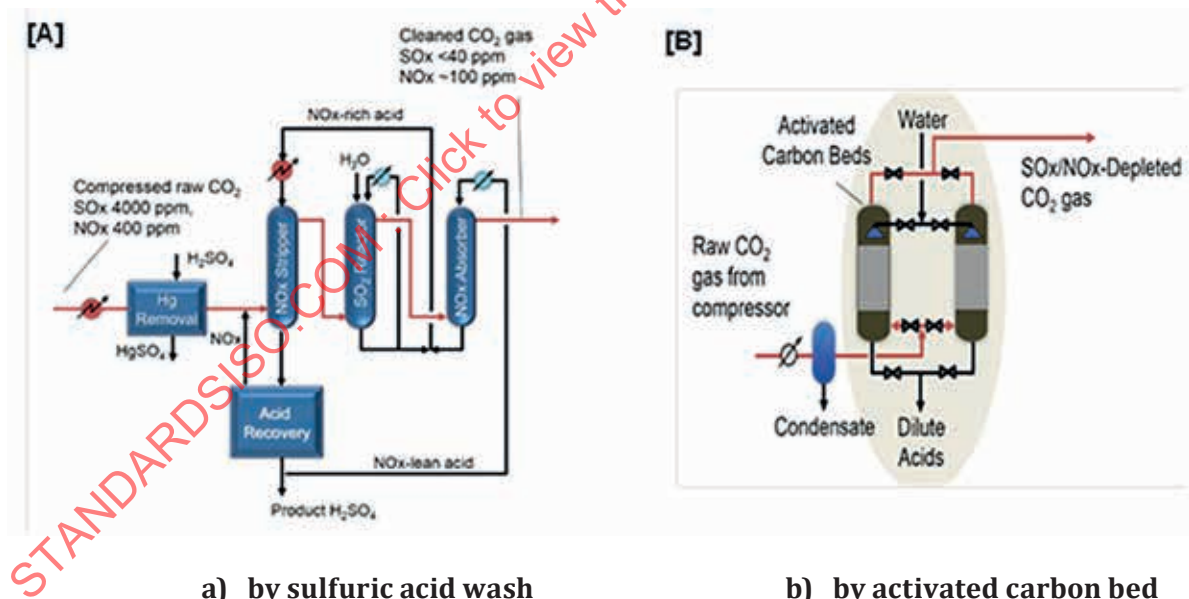 [A]
Cleaned CO₂ gas
SOx <40 ppm
NOx ~100 ppm
NOx-rich acid
H₂O
Compressed raw CO₂
SOx 4000 ppm,
NOx 400 ppm
H₂SO₄
Hg
Removal
HgSO₄
NOx
NOx Stripper
SO₂
NOx Absorber
Acid
Recovery
NOx-lean acid
Product H₂SO₄
[B]
Activated
Carbon Beds
Water
SOx/NOx-Depleted
CO₂ gas
Raw CO₂
gas from
compressor
Condensate
Dilute
Acids
STANDARDSISO.COM: Click to view th
a) by sulfuric acid wash
b) by activated carbon bed